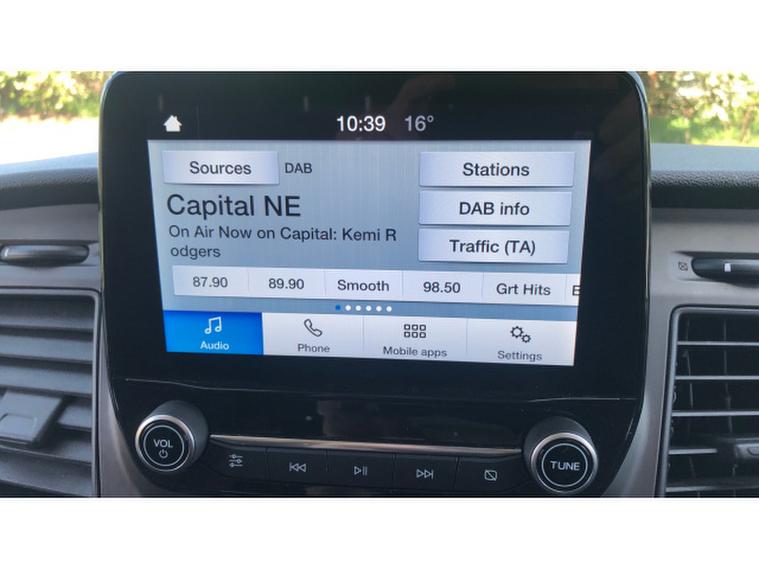 10:39 16°
Sources DAB
Stations
Capital NE
DAB info
On Air Now on Capital: Kemi R
odgers
Traffic (TA)
87.90 89.90 Smooth 98.50 Grt Hits
Audio Phone Mobile apps Settings
VOL
TUNE